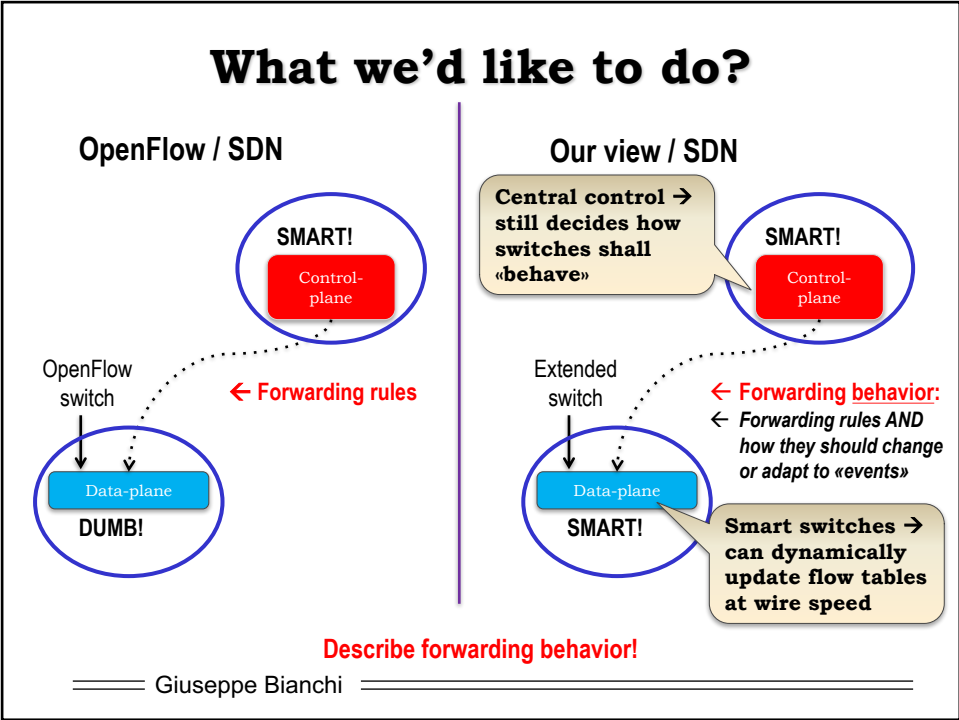 What we’d like to do?
OpenFlow / SDN
SMART!
Control-
plane
OpenFlow
switch
← Forwarding rules
Data-plane
DUMB!
Our view / SDN
Central control →
still decides how
switches shall
«behave»
SMART!
Control-
plane
Extended
switch
← Forwarding behavior:
← Forwarding rules AND
how they should change
or adapt to «events»
Data-plane
SMART!
Smart switches →
can dynamically
update flow tables
at wire speed
Describe forwarding behavior!
Giuseppe Bianchi